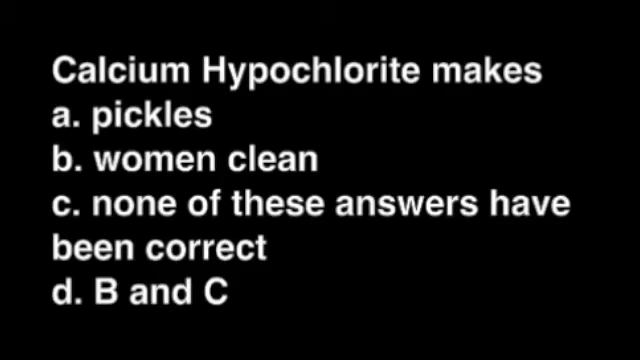 Calcium Hypochlorite makes
a. pickles
b. women clean
c. none of these answers have
been correct
d. B and C